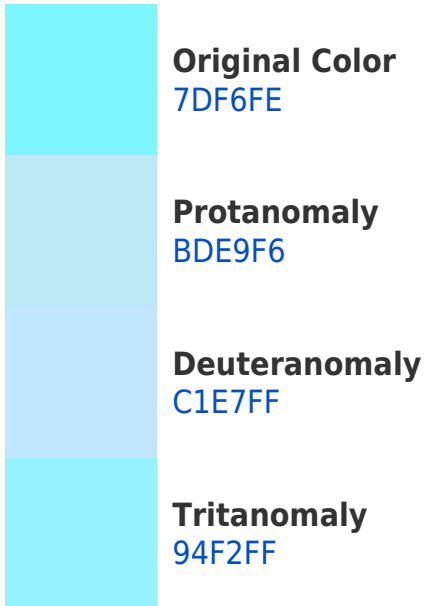 Original Color
7DF6FE
Protanomaly
BDE9F6
Deuteranomaly
C1E7FF
Tritanomaly
94F2FF